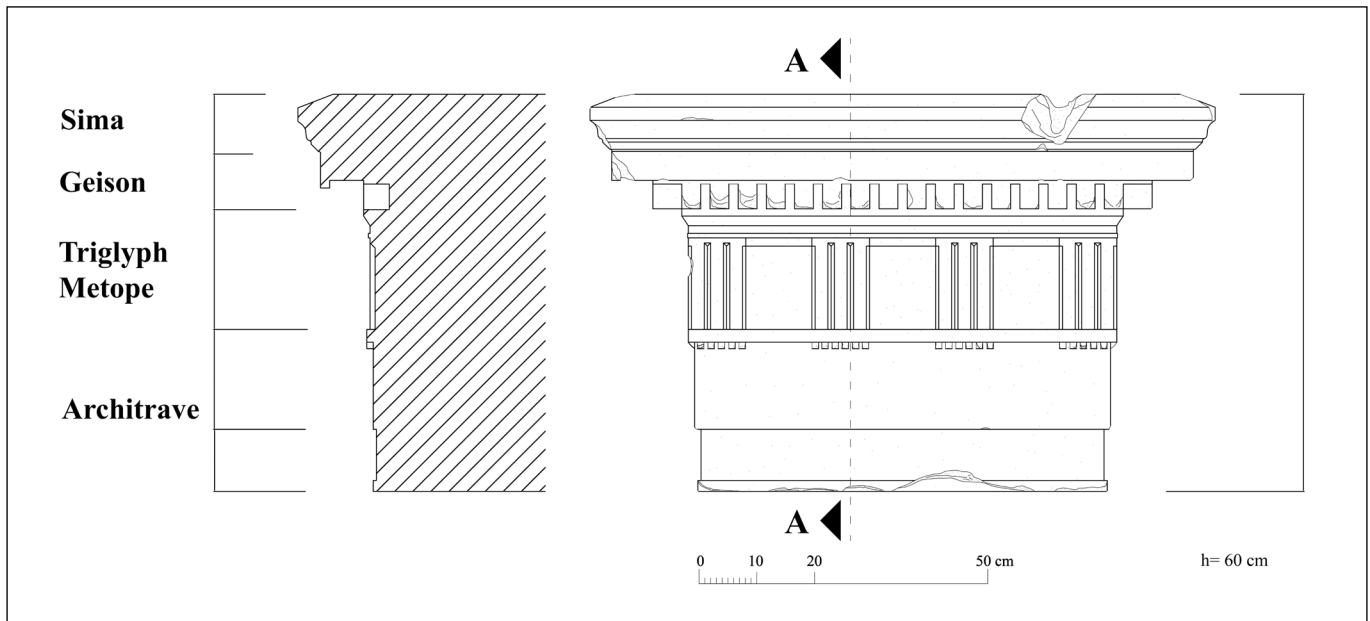 A
Sima
Geison
Triglyph
Metope
Architrave
A
0 10 20 50 cm
h= 60 cm